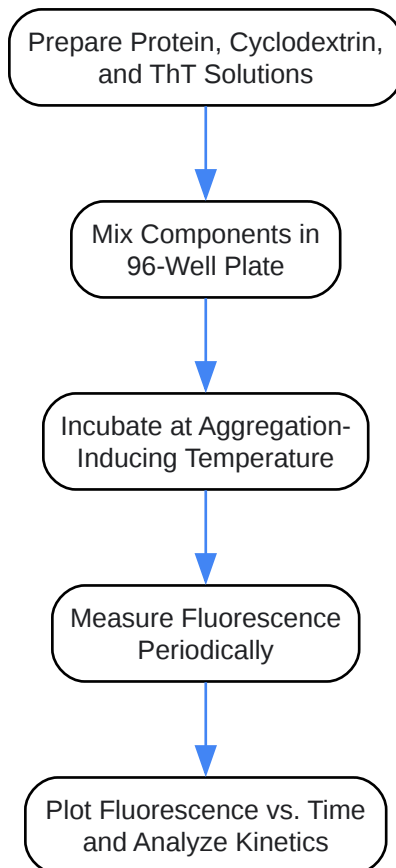 Prepare Protein, Cyclodextrin,
and ThT Solutions
Mix Components in
96-Well Plate
Incubate at Aggregation-
Inducing Temperature
Measure Fluorescence
Periodically
Plot Fluorescence vs. Time
and Analyze Kinetics